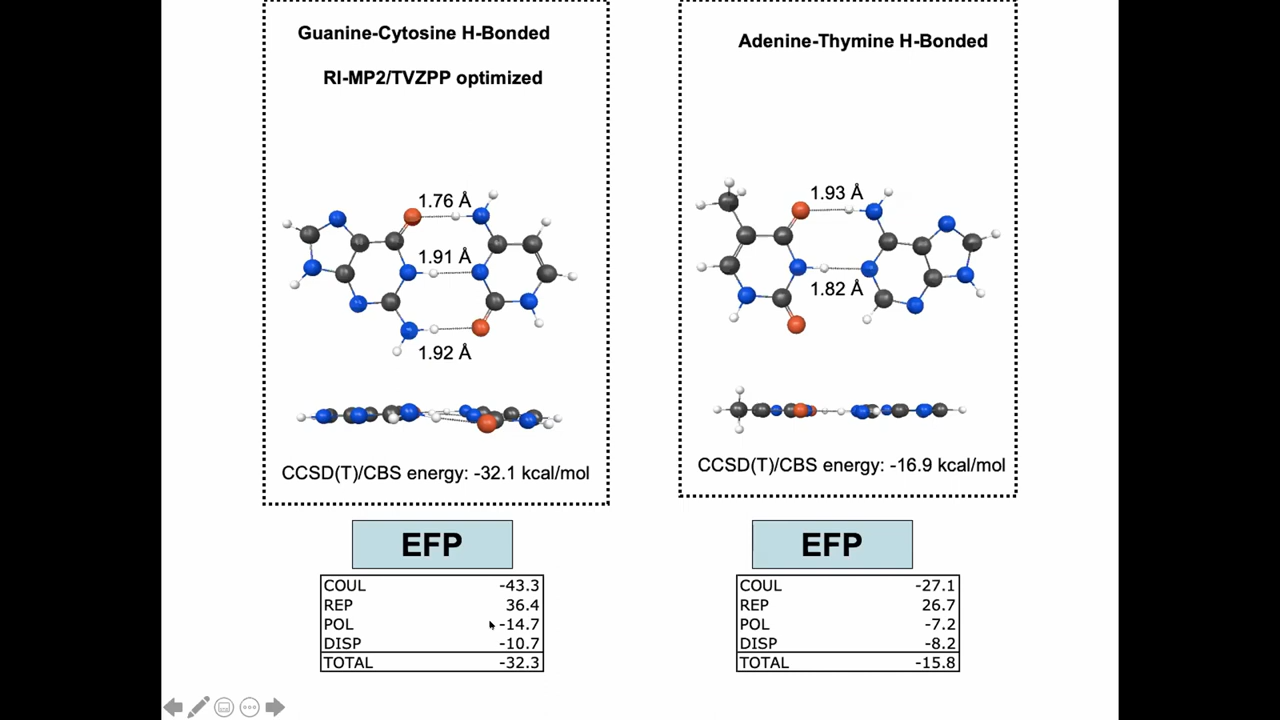 Guanine-Cytosine H-Bonded
RI-MP2/TVZPP optimized
1.76 Å
1.91 Å
1.92 Å
CCSD(T)/CBS energy: -32.1 kcal/mol
EFP
COUL -43.3
REP 36.4
POL -14.7
DISP -10.7
TOTAL -32.3
Adenine-Thymine H-Bonded
1.93 Å
1.82 Å
CCSD(T)/CBS energy: -16.9 kcal/mol
EFP
COUL -27.1
REP 26.7
POL -7.2
DISP -8.2
TOTAL -15.8